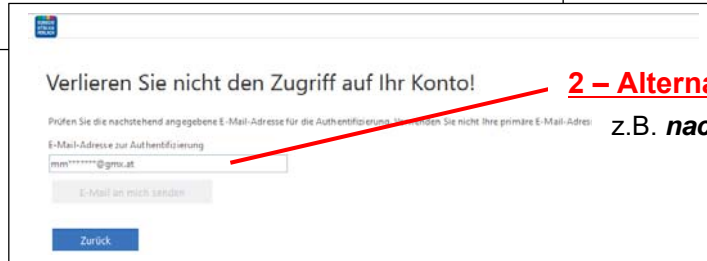 Verlieren Sie nicht den Zugriff auf Ihr Konto!
2 – Alterna
Prüfen Sie die nachstehend angegebene E-Mail-Adresse für die Authentifizierung. Verwenden Sie nicht Ihre primäre E-Mail-Adres
z.B. nac
E-Mail-Adresse zur Authentifizierung
mm*******@gmx.at
E-Mail an mich senden
Zurück